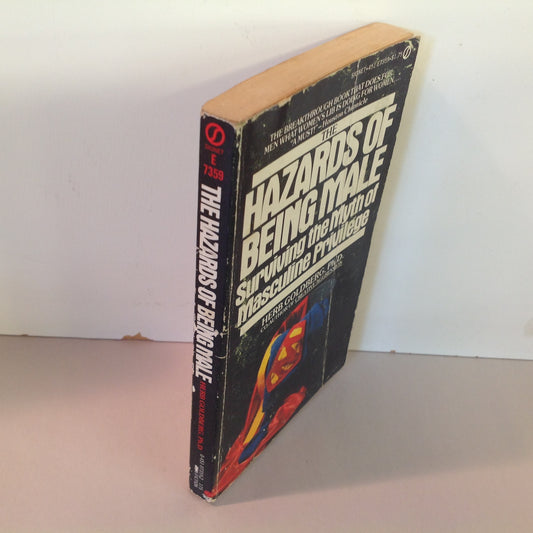 SIGNET
E
7359
THE HAZARDS OF BEING MALE
HERB GOLDBERG, Ph.D.
THE BREAKTHROUGH BOOK THAT DOES FOR
MEN WHAT WOMEN'S LIB IS DOING FOR WOMEN....
"A MUST!"—Houston Chronicle
THE
HAZARDS OF
BEING MALE
Surviving the Myth of
Masculine Privilege
HERB GOLDBERG, PH.D.